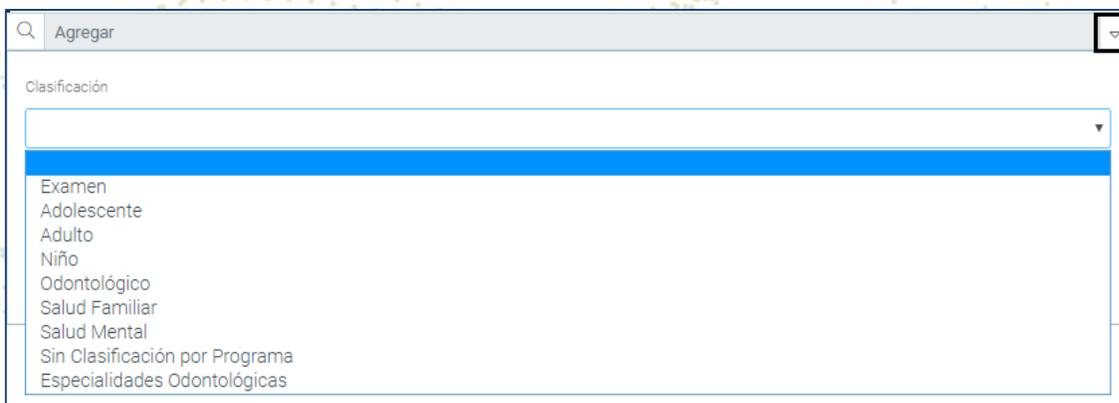 Agregar
Clasificación
Examen
Adolescente
Adulto
Niño
Odontológico
Salud Familiar
Salud Mental
Sin Clasificación por Programa
Especialidades Odontológicas